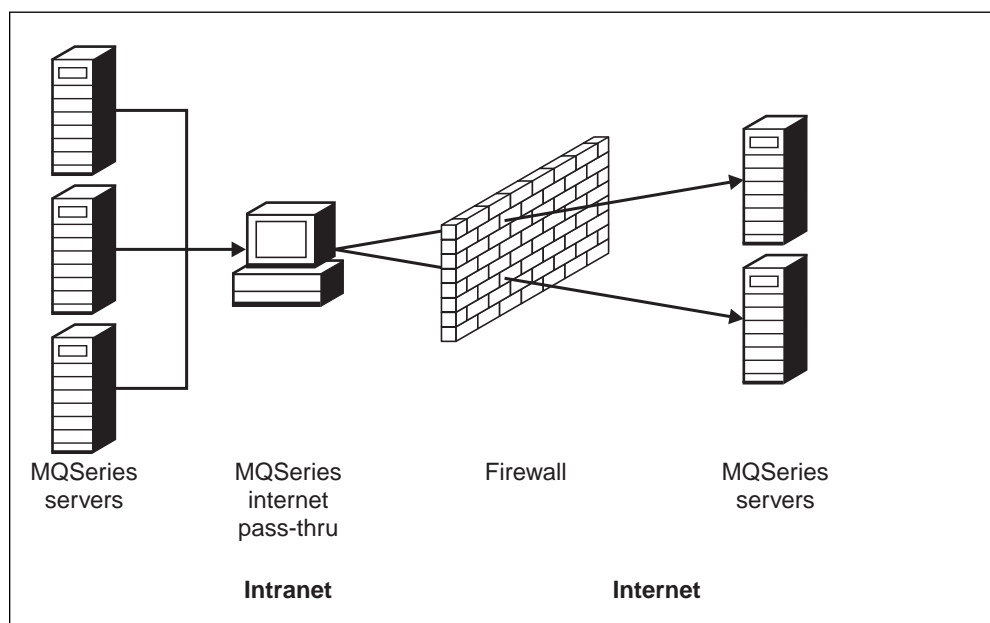 MQSeries
servers
MQSeries
internet
pass-thru
Firewall
MQSeries
servers
Intranet
Internet